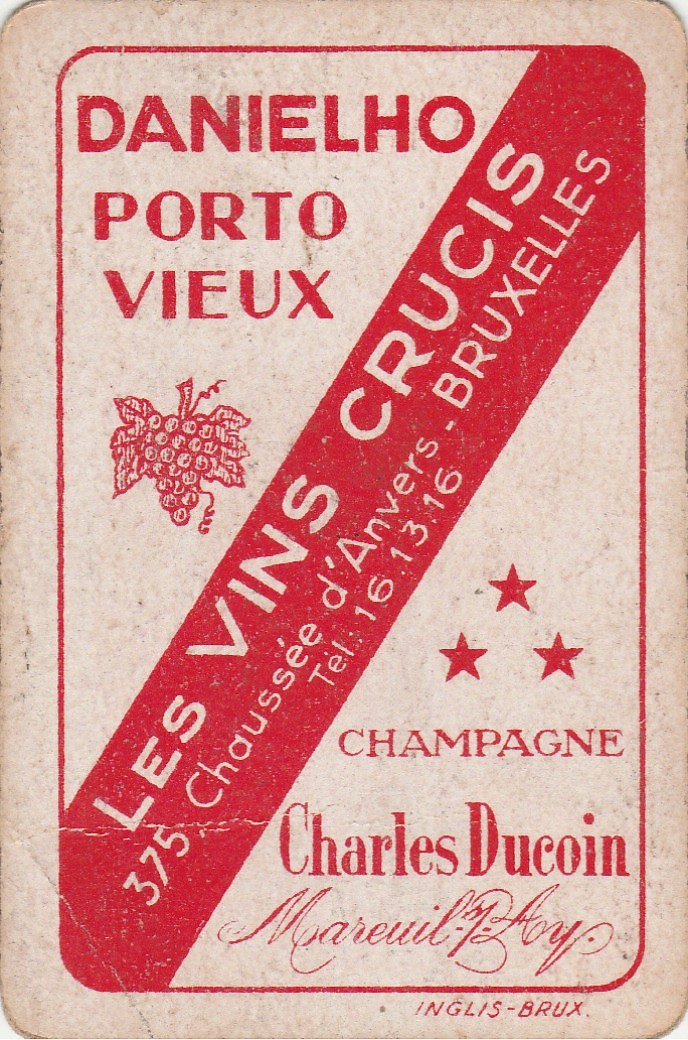 DANIELHO
PORTO
VIEUX
LES VINS CRUCIS
375, Chaussée d'Anvers - BRUXELLES
Tél: 16.13.16
CHAMPAGNE
Charles Ducoin
Mareuil-s/-Ay.
INGLIS-BRUX.